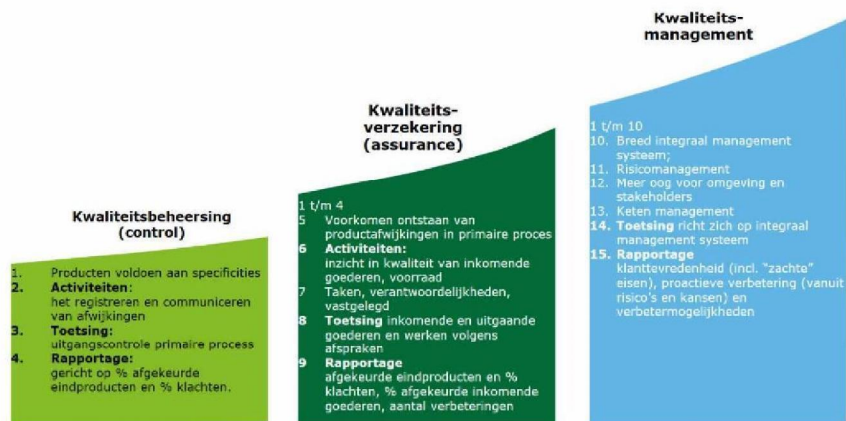 Kwaliteitsbeheersing
(control)
1. Producten voldoen aan specificities
2. Activiteiten:
het registreren en communiceren
van afwijkingen
3. Toetsing:
uitgangscontrole primaire process
4. Rapportage:
gericht op % afgekeurde
eindproducten en % klachten.
Kwaliteits-
verzekering
(assurance)
1 t/m 4
5 Voorkomen ontstaan van
productafwijkingen in primaire proces
6 Activiteiten:
inzicht in kwaliteit van inkomende
goederen, voorraad
7 Taken, verantwoordelijkheden,
vastgelegd
8 Toetsing inkomende en uitgaande
goederen en werken volgens
afspraken
9 Rapportage
afgekeurde eindproducten en %
klachten, % afgekeurde inkomende
goederen, aantal verbeteringen
Kwaliteits-
management
1 t/m 10
10. Breed integraal management
systeem;
11. Risicomanagement
12. Meer oog voor omgeving en
stakeholders
13. Keten management
14. Toetsing richt zich op integraal
management systeem
15. Rapportage
klanttevredenheid (incl. "zachte"
eisen), proactieve verbetering (vanuit
risico's en kansen) en
verbetermogelijkheden